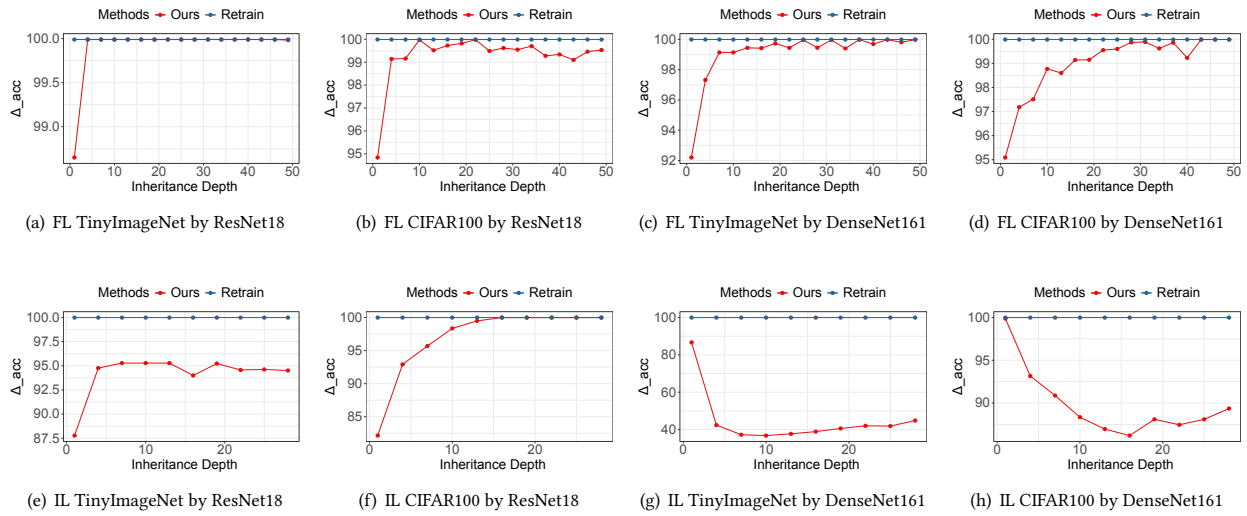 Methods Ours Retrain
100.0
99.5
99.0
Δ_acc
0 10 20 30 40 50
Inheritance Depth
(a) FL TinyImageNet by ResNet18
Methods Ours Retrain
100
99
98
97
96
95
Δ_acc
0 10 20 30 40 50
Inheritance Depth
(b) FL CIFAR100 by ResNet18
Methods Ours Retrain
100
98
96
94
92
Δ_acc
0 10 20 30 40 50
Inheritance Depth
(c) FL TinyImageNet by DenseNet161
Methods Ours Retrain
100
99
98
97
96
95
Δ_acc
0 10 20 30 40 50
Inheritance Depth
(d) FL CIFAR100 by DenseNet161
Methods Ours Retrain
100.0
97.5
95.0
92.5
90.0
87.5
Δ_acc
0 10 20
Inheritance Depth
(e) IL TinyImageNet by ResNet18
Methods Ours Retrain
100
95
90
85
Δ_acc
0 10 20
Inheritance Depth
(f) IL CIFAR100 by ResNet18
Methods Ours Retrain
100
80
60
40
Δ_acc
0 10 20
Inheritance Depth
(g) IL TinyImageNet by DenseNet161
Methods Ours Retrain
100
95
90
Δ_acc
0 10 20
Inheritance Depth
(h) IL CIFAR100 by DenseNet161